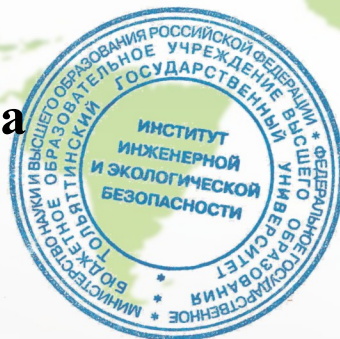 а
МИНИСТЕРСТВО НАУКИ И ВЫСШЕГО ОБРАЗОВАНИЯ РОССИЙСКОЙ ФЕДЕРАЦИИ * ФЕДЕРАЛЬНОЕ ГОСУДАРСТВЕННОЕ *
БЮДЖЕТНОЕ ОБРАЗОВАТЕЛЬНОЕ УЧРЕЖДЕНИЕ ВЫСШЕГО ОБРАЗОВАНИЯ *
ТОЛЬЯТТИНСКИЙ ГОСУДАРСТВЕННЫЙ УНИВЕРСИТЕТ *
ИНСТИТУТ
ИНЖЕНЕРНОЙ
И ЭКОЛОГИЧЕСКОЙ
БЕЗОПАСНОСТИ